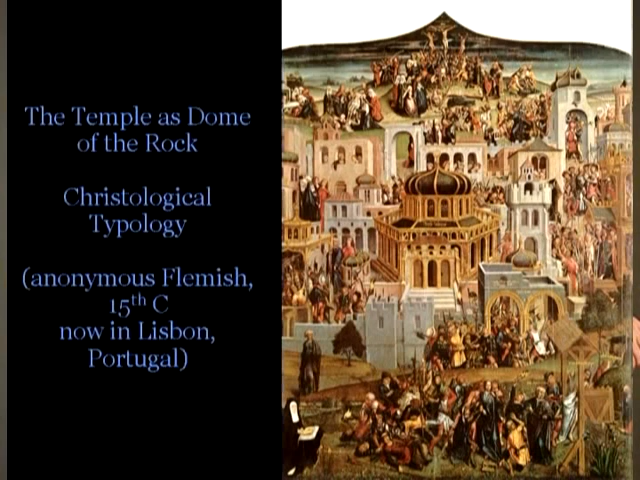 The Temple as Dome
of the Rock
Christological
Typology
(anonymous Flemish,
15th C
now in Lisbon,
Portugal)